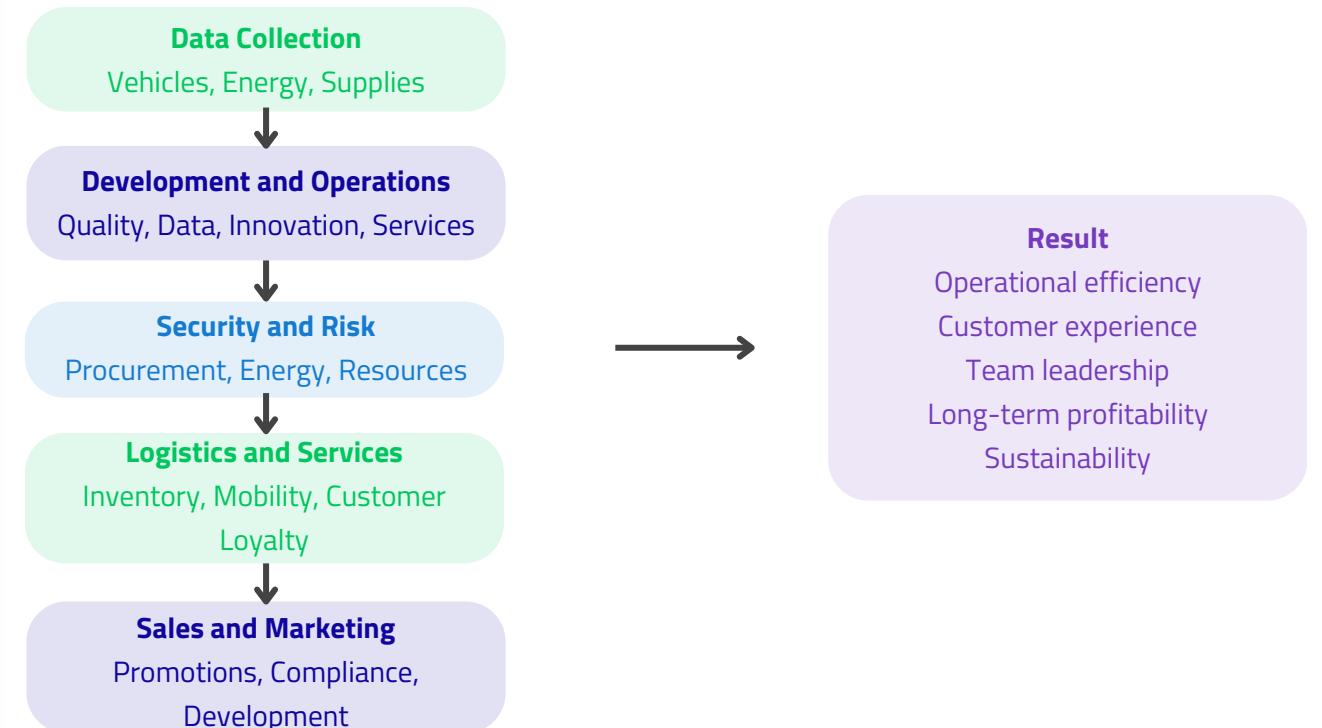 Data Collection
Vehicles, Energy, Supplies
Development and Operations
Quality, Data, Innovation, Services
Security and Risk
Procurement, Energy, Resources
Logistics and Services
Inventory, Mobility, Customer
Loyalty
Sales and Marketing
Promotions, Compliance,
Development
Result
Operational efficiency
Customer experience
Team leadership
Long-term profitability
Sustainability